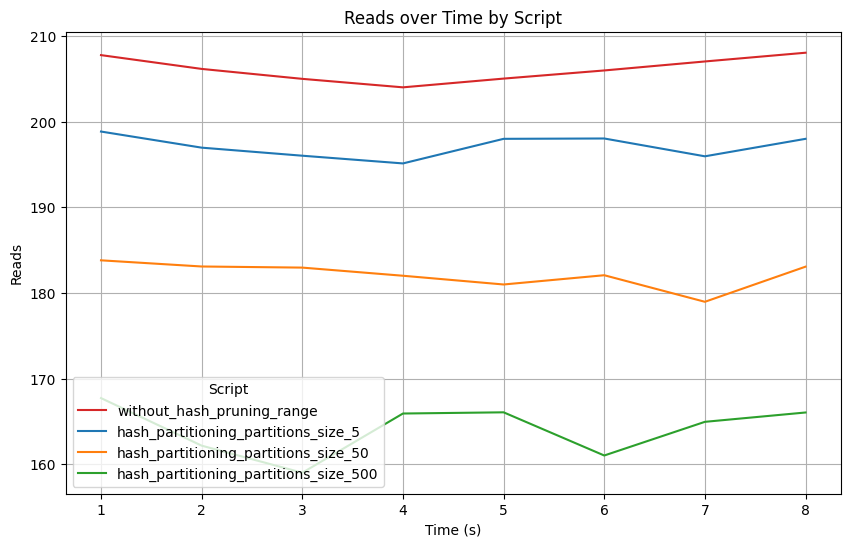 Reads over Time by Script
210
200
190
180
170
160
Reads
Script
without_hash_pruning_range
hash_partitioning_partitions_size_5
hash_partitioning_partitions_size_50
hash_partitioning_partitions_size_500
1 2 3 4 5 6 7 8
Time (s)